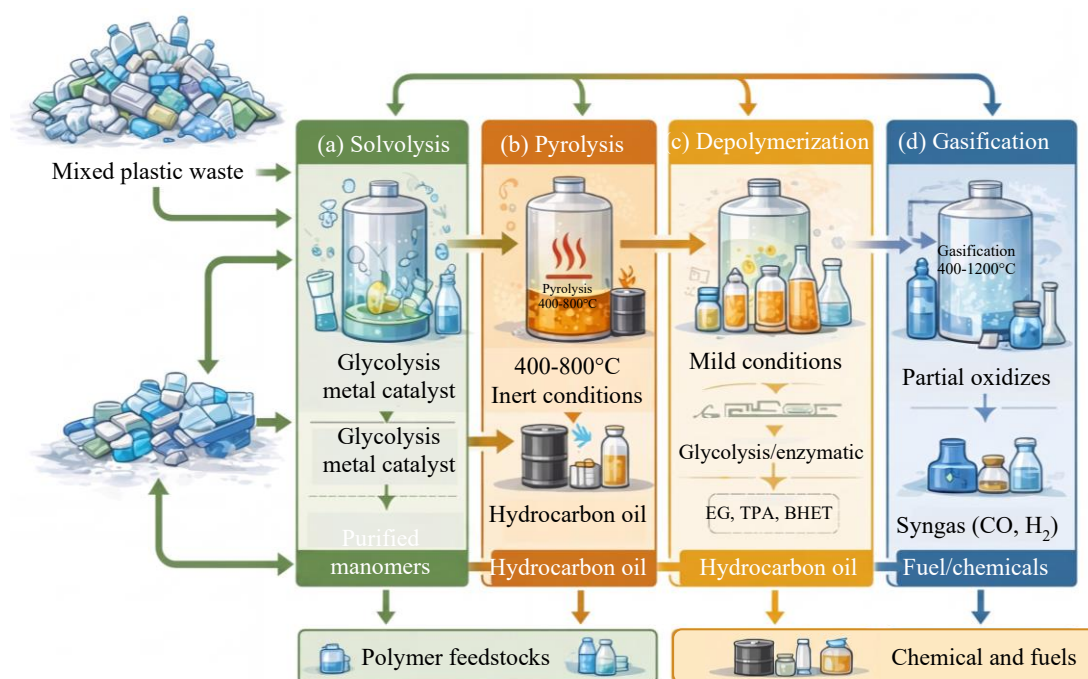 Mixed plastic waste
(a) Solvolysis
Glycolysis
metal catalyst
Glycolysis
metal catalyst
Purified
manomers
(b) Pyrolysis
Pyrolysis
400-800°C
400-800°C
Inert conditions
Hydrocarbon oil
Hydrocarbon oil
c) Depolymerization
Mild conditions
Glycolysis/enzymatic
EG, TPA, BHET
Hydrocarbon oil
(d) Gasification
Gasification
400-1200°C
Partial oxidizes
Syngas (CO, H₂)
Fuel/chemicals
Polymer feedstocks
Chemical and fuels